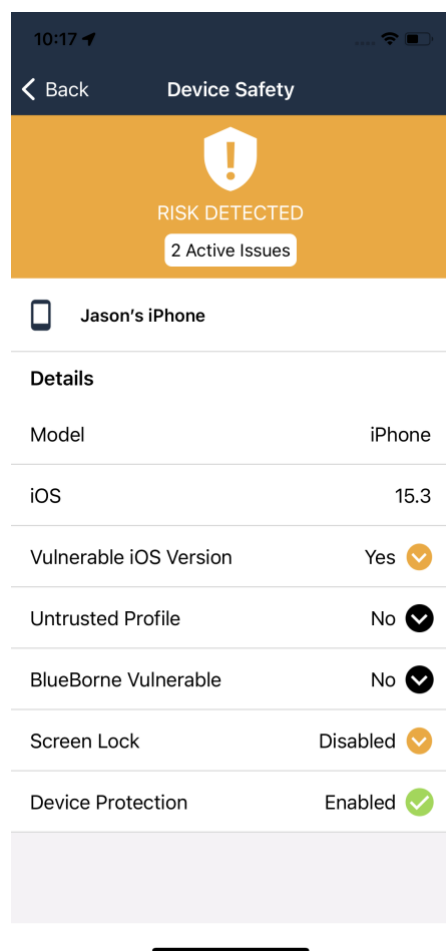 10:17
Back Device Safety
RISK DETECTED
2 Active Issues
Jason's iPhone
Details
Model iPhone
iOS 15.3
Vulnerable iOS Version Yes
Untrusted Profile No
BlueBorne Vulnerable No
Screen Lock Disabled
Device Protection Enabled